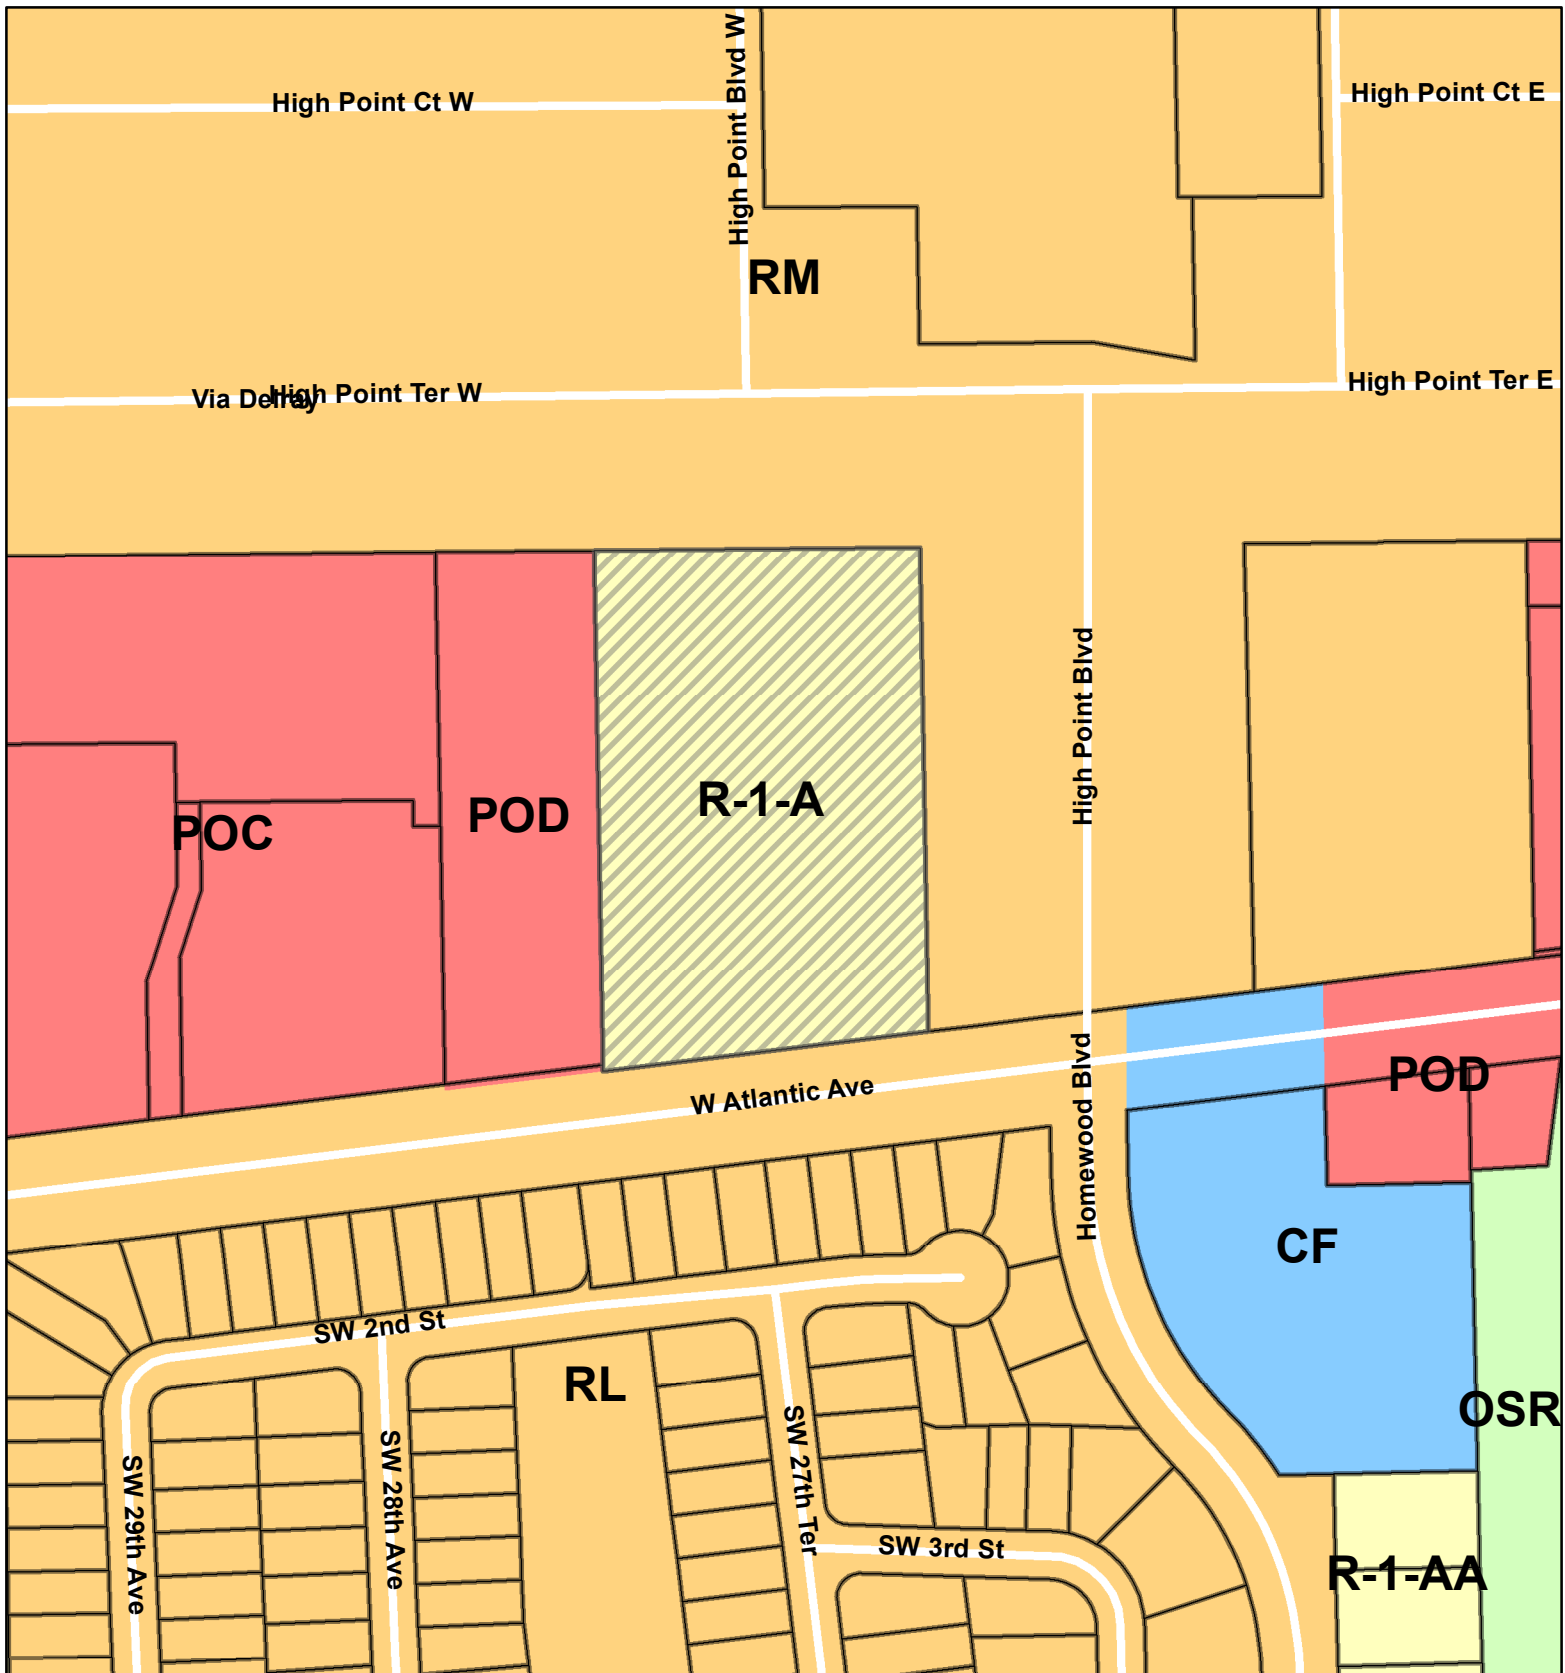 High Point Blvd W
High Point Ct W
High Point Ct E
RM
Via Delray
High Point Ter W
High Point Ter E
High Point Blvd
R-1-A
POD
POC
W Atlantic Ave
Homewood Blvd
POD
CF
SW 2nd St
RL
OSR
SW 29th Ave
SW 28th Ave
SW 27th Ter
SW 3rd St
R-1-AA